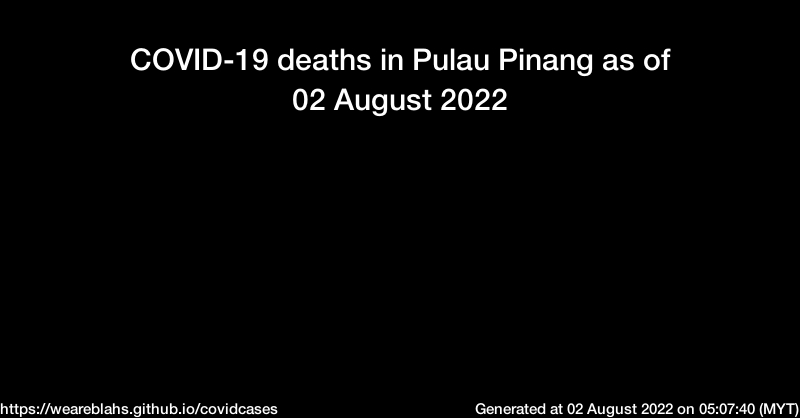 COVID-19 deaths in Pulau Pinang as of
02 August 2022
https://weareblahs.github.io/covidcases
Generated at 02 August 2022 on 05:07:40 (MYT)